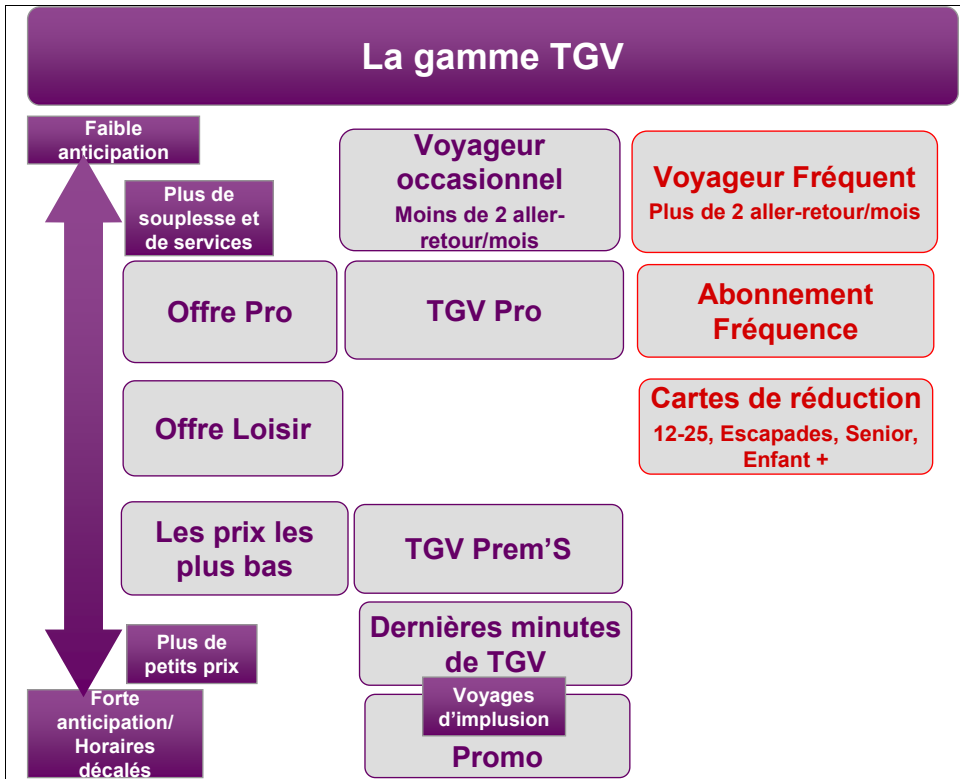 La gamme TGV
Faible
anticipation
Plus de
souplesse et
de services
Voyageur
occasionnel
Moins de 2 aller-
retour/mois
Voyageur Fréquent
Plus de 2 aller-retour/mois
Offre Pro
TGV Pro
Abonnement
Fréquence
Offre Loisir
Cartes de réduction
12-25, Escapades, Senior,
Enfant +
Les prix les
plus bas
TGV Prem’S
Dernières minutes
de TGV
Plus de
petits prix
Voyages
d’implusion
Promo
Forte
anticipation/
Horaires
décalés